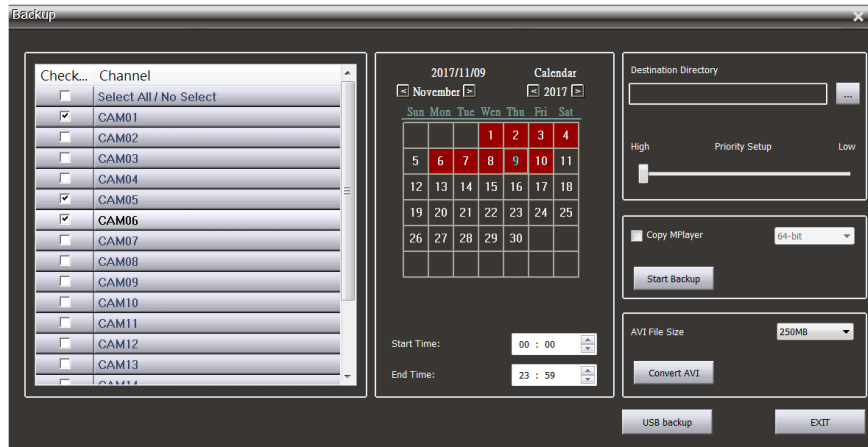 Backup
Check... Channel
Select All / No Select
CAM01
CAM02
CAM03
CAM04
CAM05
CAM06
CAM07
CAM08
CAM09
CAM10
CAM11
CAM12
CAM13
CAM14
2017/11/09 Calendar
< November > < 2017 >
Sun Mon Tue Wen Thu Fri Sat
1 2 3 4
5 6 7 8 9 10 11
12 13 14 15 16 17 18
19 20 21 22 23 24 25
26 27 28 29 30
Start Time: 00 : 00
End Time: 23 : 59
Destination Directory
...
High Priority Setup Low
Copy MPlayer 64-bit
Start Backup
AVI File Size 250MB
Convert AVI
USB backup EXIT